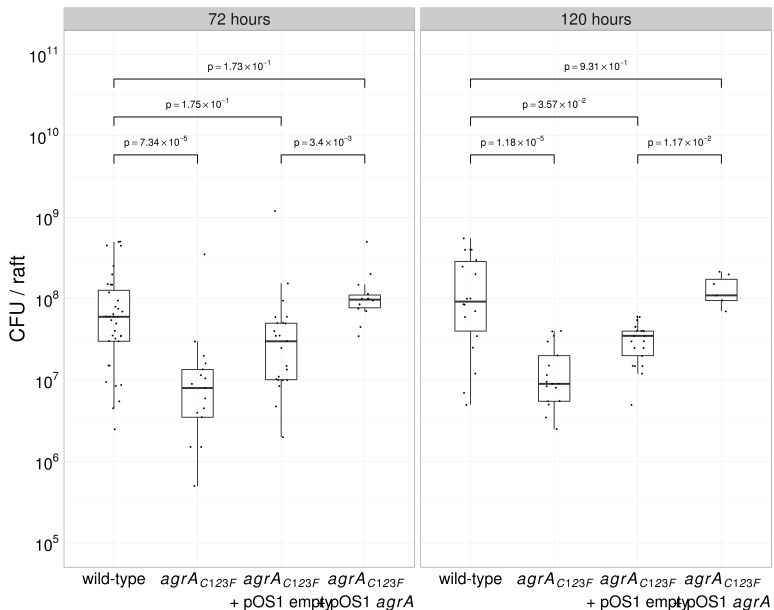 72 hours 120 hours
CFU / raft
10¹¹
10¹⁰
10⁹
10⁸
10⁷
10⁶
10⁵
p = 1.73 × 10⁻¹
p = 1.75 × 10⁻¹
p = 7.34 × 10⁻⁵ p = 3.4 × 10⁻³
p = 9.31 × 10⁻¹
p = 3.57 × 10⁻²
p = 1.18 × 10⁻⁵ p = 1.17 × 10⁻²
wild-type agrA C123F agrA C123F agrA C123F wild-type agrA C123F agrA C123F agrA C123F
+ pOS1 empty + pOS1 agrA + pOS1 empty + pOS1 agrA